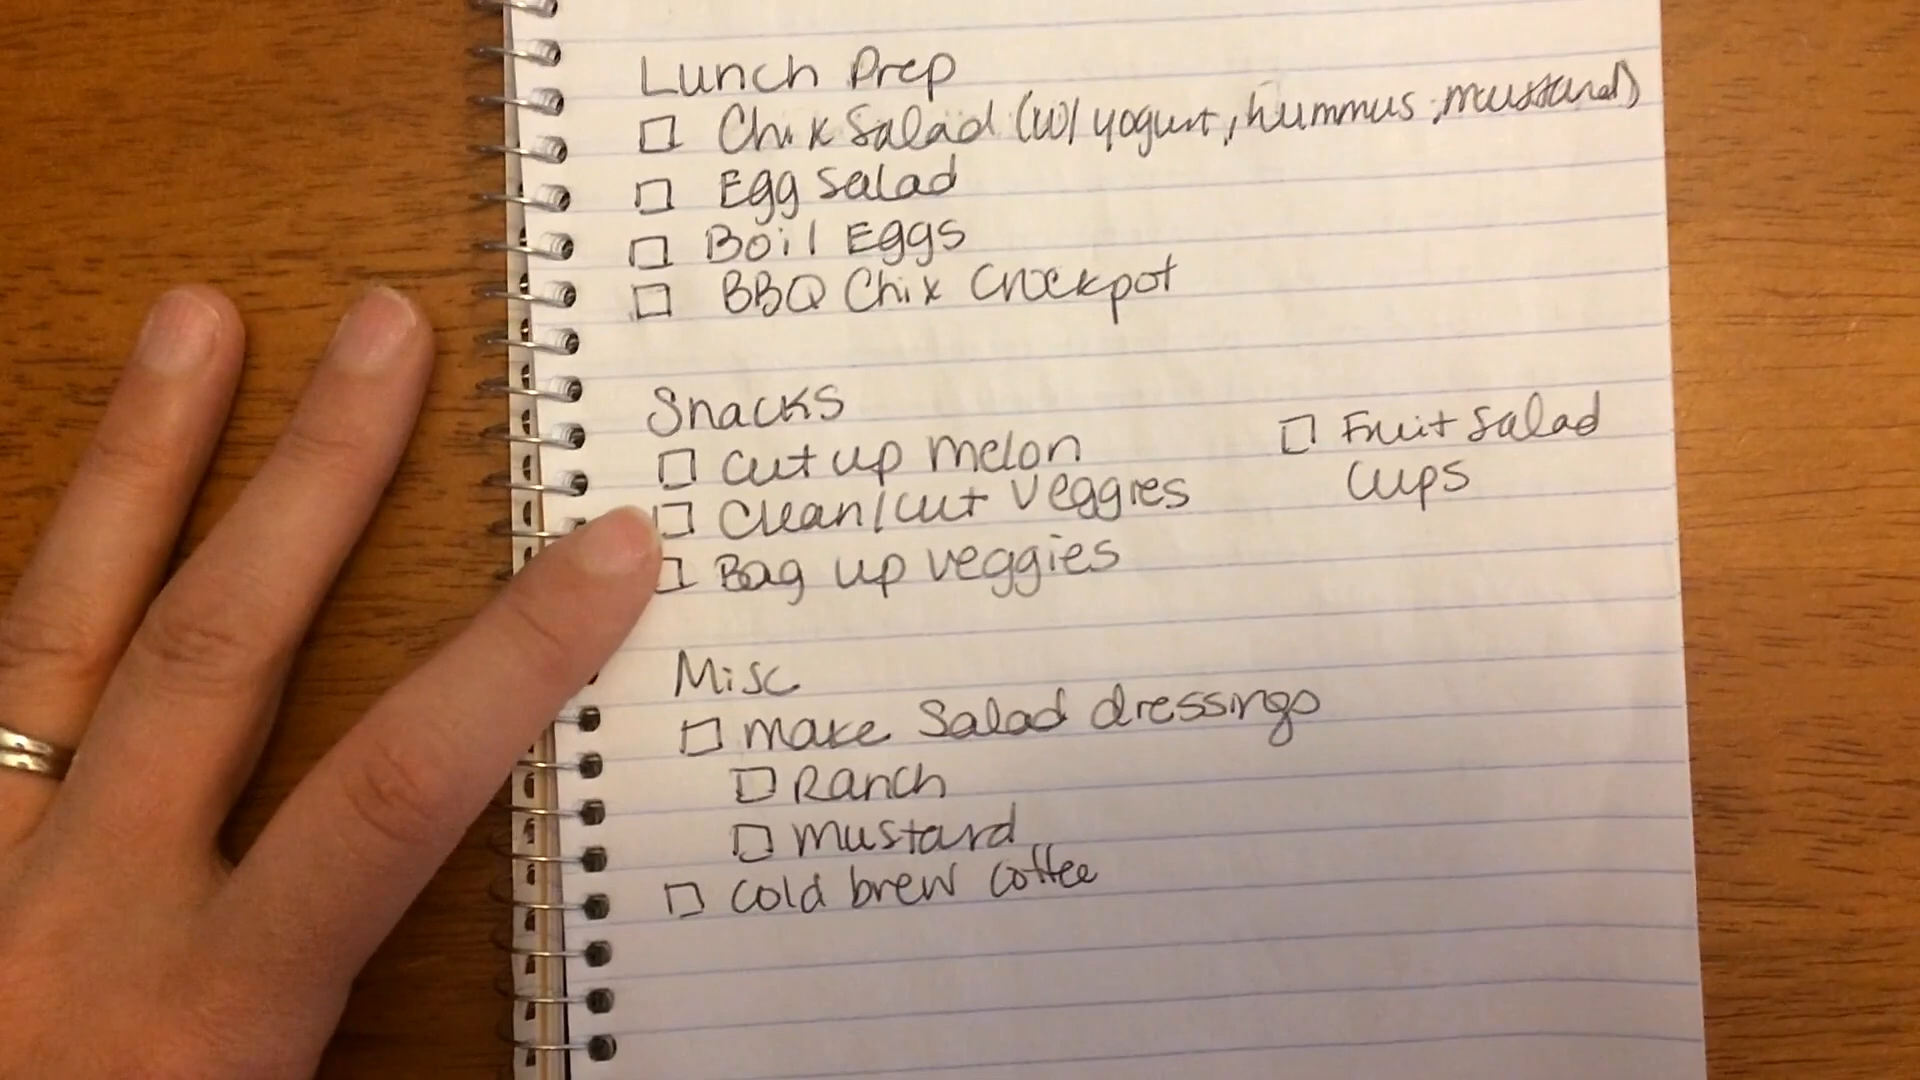 Lunch Prep
Chix Salad (w/ yogurt, hummus, mustard)
Egg Salad
Boil Eggs
BBQ Chix Crockpot
Snacks
Cut up melon
Clean/cut veggies
Bag up veggies
Fruit Salad
Cups
Misc
make Salad dressings
Ranch
mustard
cold brew coffee